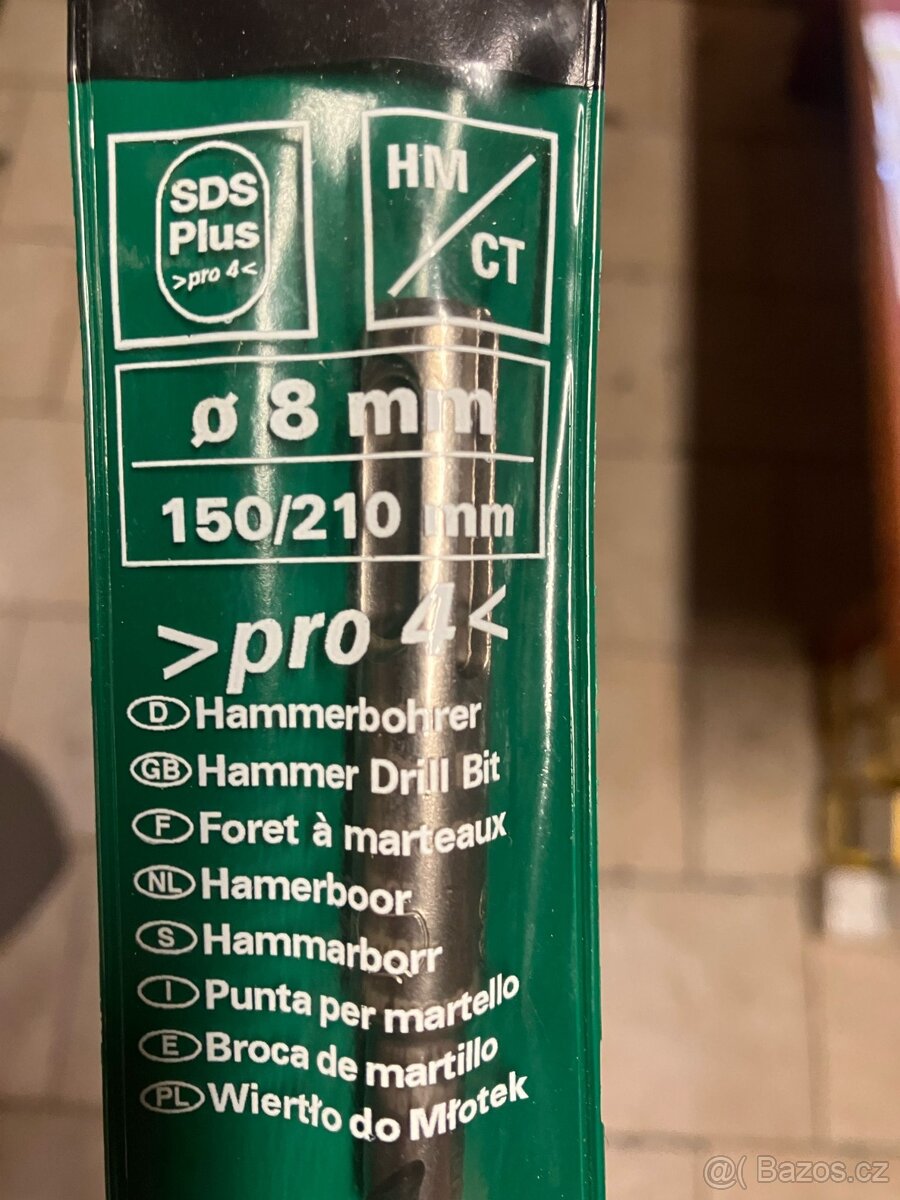 SDS
Plus
>pro 4<
HM
CT
ø 8 mm
150/210 mm
>pro 4<
D Hammerbohrer
GB Hammer Drill Bit
F Foret à marteaux
NL Hamerboor
S Hammarborr
I Punta per martello
E Broca de martillo
PL Wiertło do Młotek
@( Bazos.cz